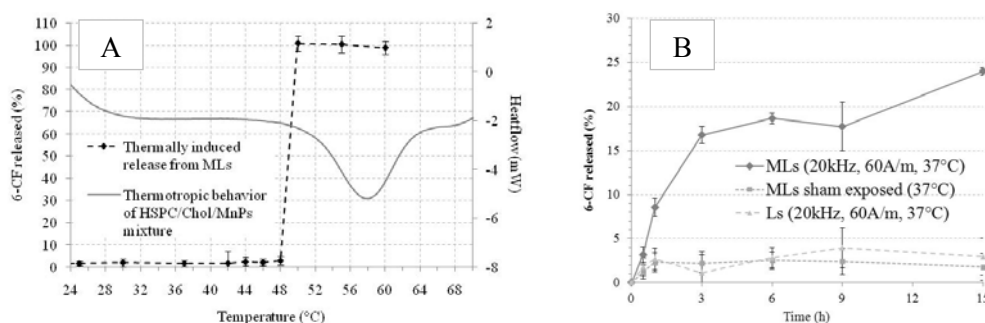 A
110
100
90
80
70
60
50
40
30
20
10
0
6-CF released (%)
2
0
-2
-4
-6
-8
Heatflow (mW)
Thermally induced
release from MLs
Thermotropic behavior
of HSPC/Chol/MnPs
mixture
24 28 32 36 40 44 48 52 56 60 64 68
Temperature (°C)
B
30
25
20
15
10
5
0
6-CF released (%)
MLs (20kHz, 60A/m, 37°C)
MLs sham exposed (37°C)
Ls (20kHz, 60A/m, 37°C)
0 3 6 9 12 15
Time (h)